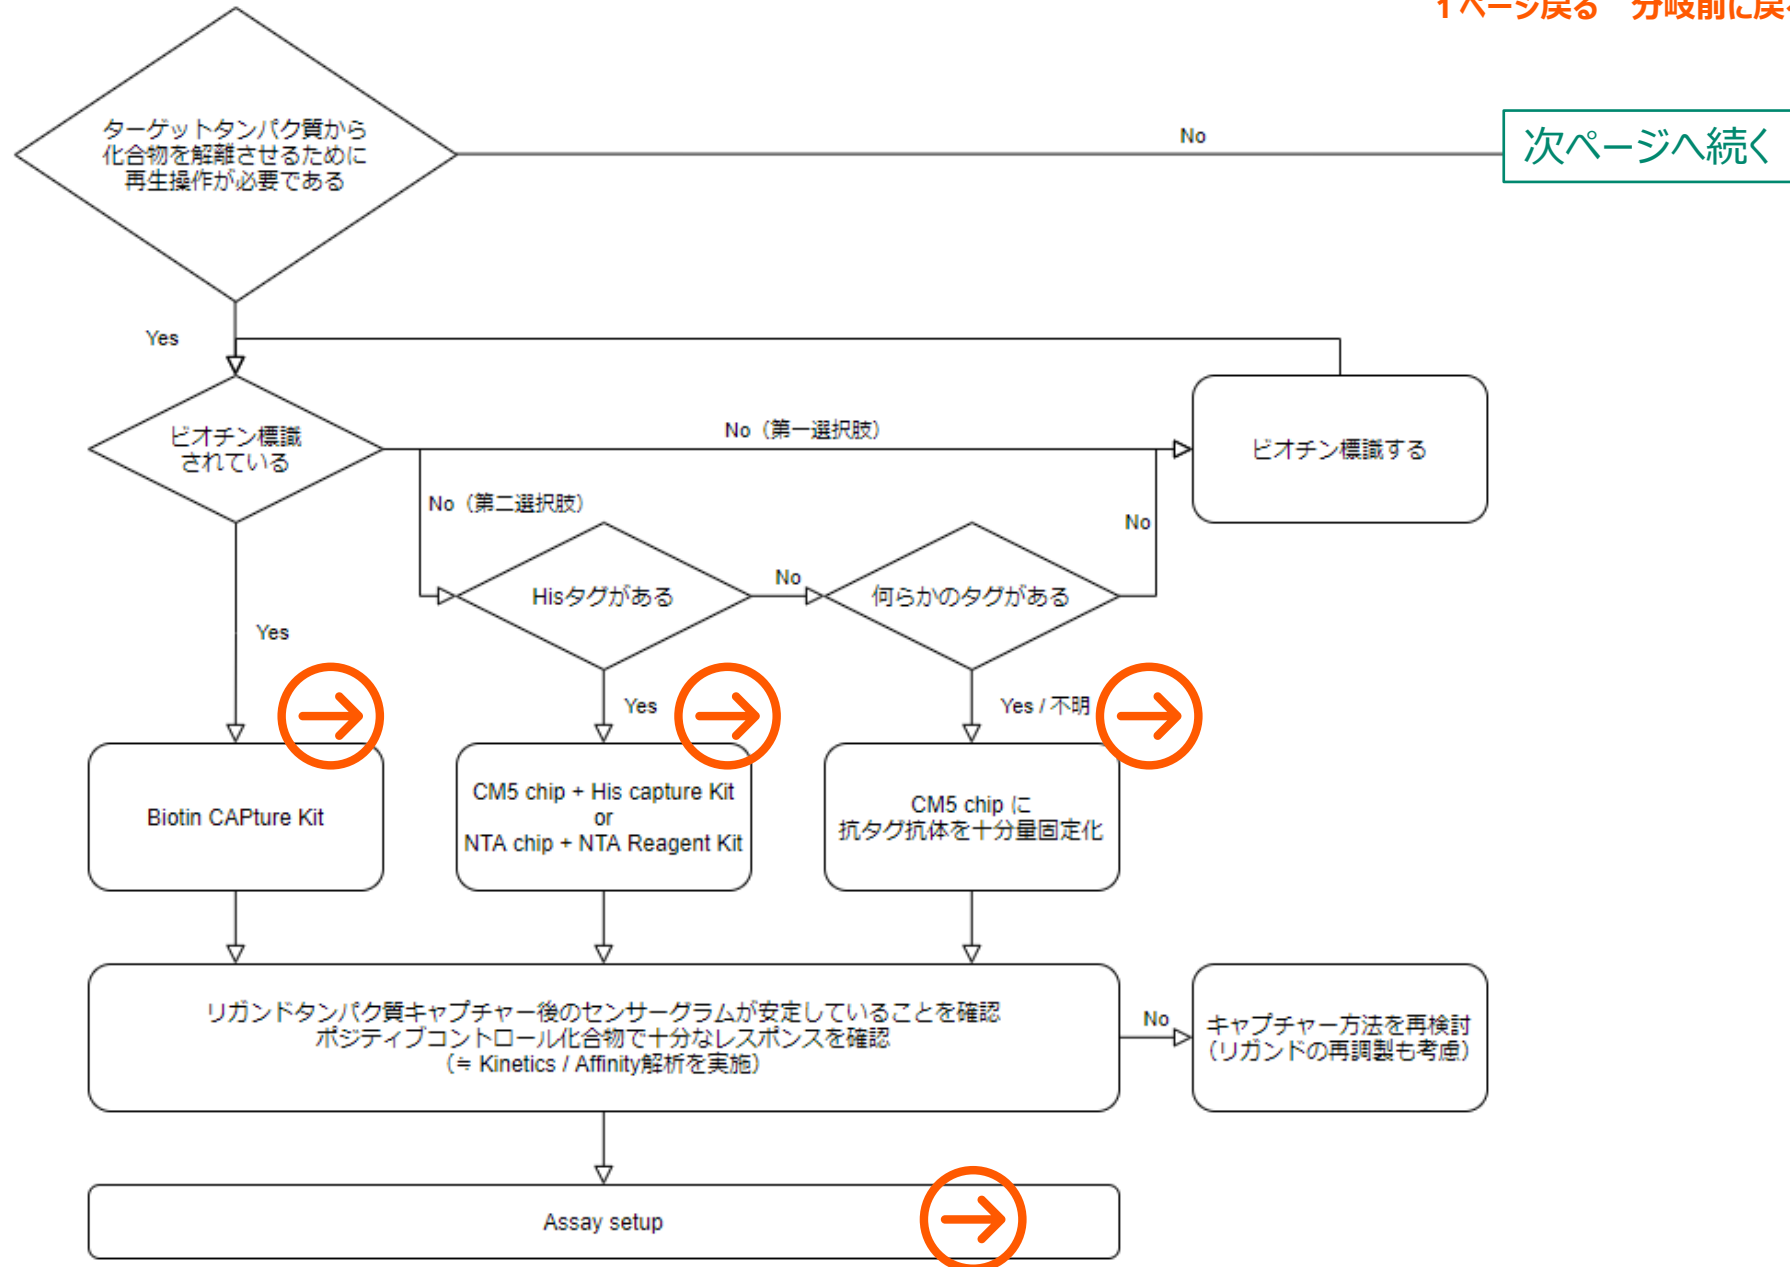 1ページ戻る 分岐前に戻
ターゲットタンパク質から
化合物を解離させるために
再生操作が必要である
No
次ページへ続く
Yes
ビオチン標識
されている
No（第一選択肢）
ビオチン標識する
No（第二選択肢）
No
Hisタグがある
No
何らかのタグがある
Yes
Yes
Yes / 不明
Biotin CAPture Kit
CM5 chip + His capture Kit
or
NTA chip + NTA Reagent Kit
CM5 chip に
抗タグ抗体を十分量固定化
リガンドタンパク質キャプチャー後のセンサーグラムが安定していることを確認
ポジティブコントロール化合物で十分なレスポンスを確認
（≒ Kinetics / Affinity解析を実施）
No
キャプチャー方法を再検討
（リガンドの再調製も考慮）
Assay setup